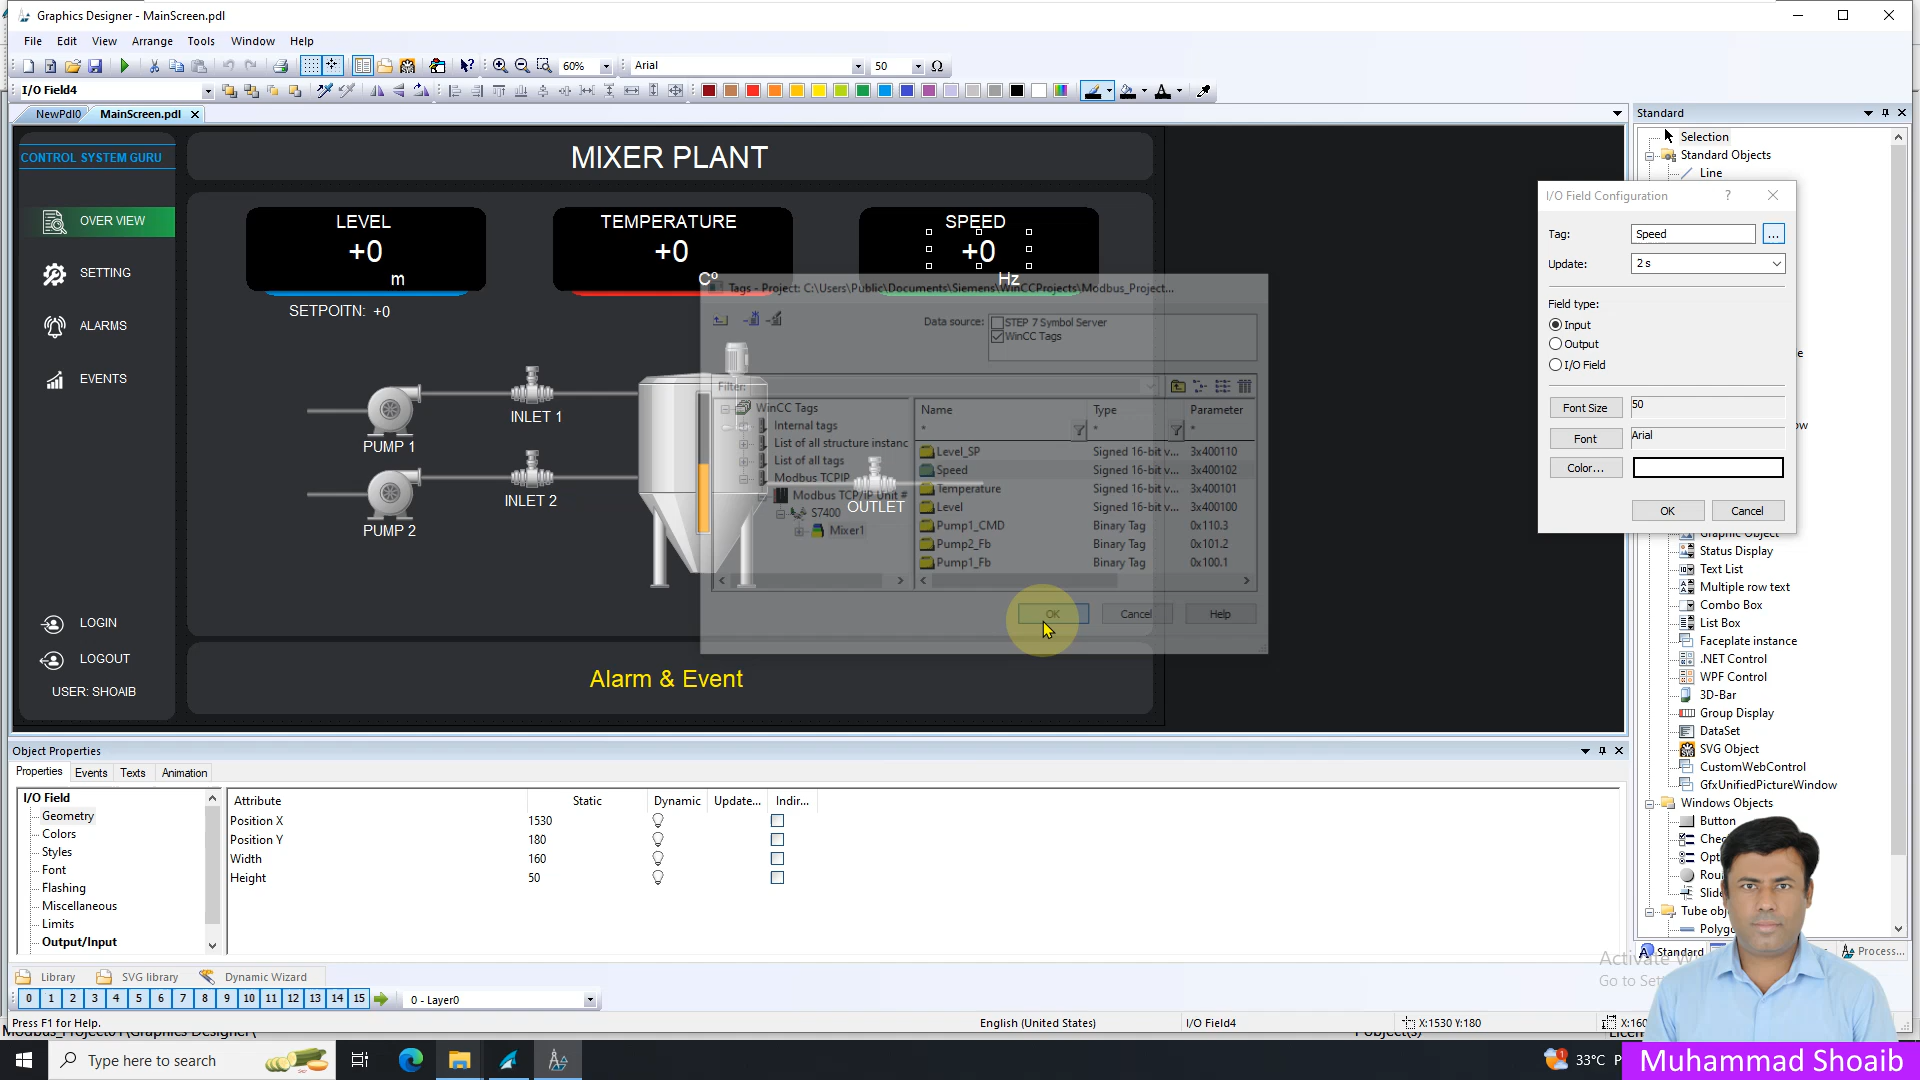 Graphics Designer - MainScreen.pdl
File Edit View Arrange Tools Window Help
60% Arial 50 Ω
I/O Field4
NewPdl0 MainScreen.pdl
Standard
CONTROL SYSTEM GURU
OVER VIEW
SETTING
ALARMS
EVENTS
LOGIN
LOGOUT
USER: SHOAIB
MIXER PLANT
LEVEL
+0
m
SETPOITN: +0
TEMPERATURE
+0
Cº
SPEED
+0
Hz
PUMP 1
PUMP 2
INLET 1
INLET 2
OUTLET
Alarm & Event
Tags - Project: C:\Users\Public\Documents\Siemens\WinCCProjects\Modbus_Project...
Data source: STEP 7 Symbol Server
WinCC Tags
Filter:
WinCC Tags
Internal tags
List of all structure instanc
List of all tags
Modbus TCPIP
Modbus TCP/IP Unit #
S7400
Mixer1
Name Type Parameter
* * *
Level_SP Signed 16-bit v... 3x400110
Speed Signed 16-bit v... 3x400102
Temperature Signed 16-bit v... 3x400101
Level Signed 16-bit v... 3x400100
Pump1_CMD Binary Tag 0x110.3
Pump2_Fb Binary Tag 0x101.2
Pump1_Fb Binary Tag 0x100.1
OK Cancel Help
Selection
Standard Objects
Line
I/O Field Configuration ?
Tag: Speed ...
Update: 2 s
Field type:
Input
Output
I/O Field
Font Size 50
Font Arial
Color...
OK Cancel
Graphic Object
Status Display
Text List
Multiple row text
Combo Box
List Box
Faceplate instance
.NET Control
WPF Control
3D-Bar
Group Display
DataSet
SVG Object
CustomWebControl
GfxUnifiedPictureWindow
Windows Objects
Button
Tube obj
Polyg
Standard Process...
Object Properties
Properties Events Texts Animation
I/O Field
Geometry
Colors
Styles
Font
Flashing
Miscellaneous
Limits
Output/Input
Attribute Static Dynamic Update... Indir...
Position X 1530
Position Y 180
Width 160
Height 50
Library SVG library Dynamic Wizard
0 1 2 3 4 5 6 7 8 9 10 11 12 13 14 15 0 - Layer0
Press F1 for Help. English (United States) I/O Field4 X:1530 Y:180 X:160
Type here to search
33°C
Muhammad Shoaib